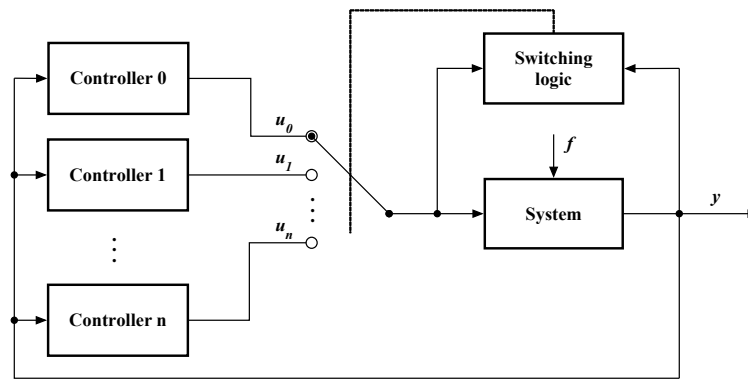 Controller 0
Controller 1
Controller n
u0
u1
un
Switching
logic
f
System
y